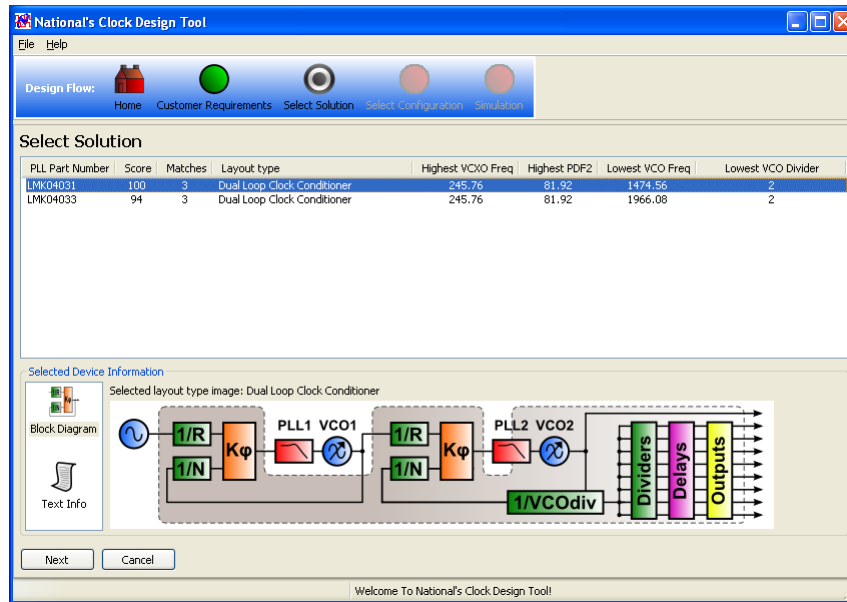 National's Clock Design Tool
File Help
Design Flow:
Home Customer Requirements Select Solution Select Configuration Simulation
Select Solution
PLL Part Number Score Matches Layout type Highest VCXO Freq Highest PDF2 Lowest VCO Freq Lowest VCO Divider
LMK04031 100 3 Dual Loop Clock Conditioner 245.76 81.92 1474.56 2
LMK04033 94 3 Dual Loop Clock Conditioner 245.76 81.92 1966.08 2
Selected Device Information
Selected layout type image: Dual Loop Clock Conditioner
Block Diagram
Text Info
PLL1 VCO1 PLL2 VCO2
1/R Kφ 1/R Kφ
1/N 1/N
1/VCOdiv
Dividers
Delays
Outputs
Next Cancel
Welcome To National's Clock Design Tool!